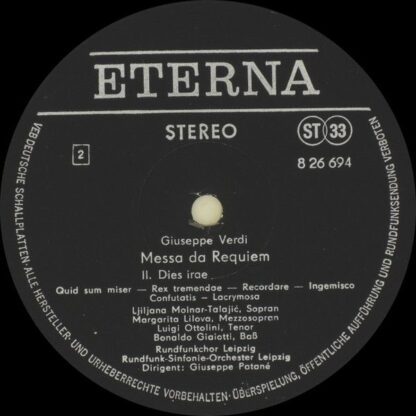 ETERNA
STEREO
ST 33
2
8 26 694
Giuseppe Verdi
Messa da Requiem
II. Dies irae
Quid sum miser — Rex tremendae — Recordare — Ingemisco
Confutatis — Lacrymosa
Ljiljana Molnar-Talajić, Sopran
Margarita Lilova, Mezzosopran
Luigi Ottolini, Tenor
Bonaldo Giaiotti, Baß
Rundfunkchor Leipzig
Rundfunk-Sinfonie-Orchester Leipzig
Dirigent: Giuseppe Patané
VEB DEUTSCHE SCHALLPLATTEN · ALLE HERSTELLER- UND URHEBERRECHTE VORBEHALTEN · ÜBERSPIELUNG, ÖFFENTLICHE AUFFÜHRUNG UND RUNDFUNKSENDUNG VERBOTEN